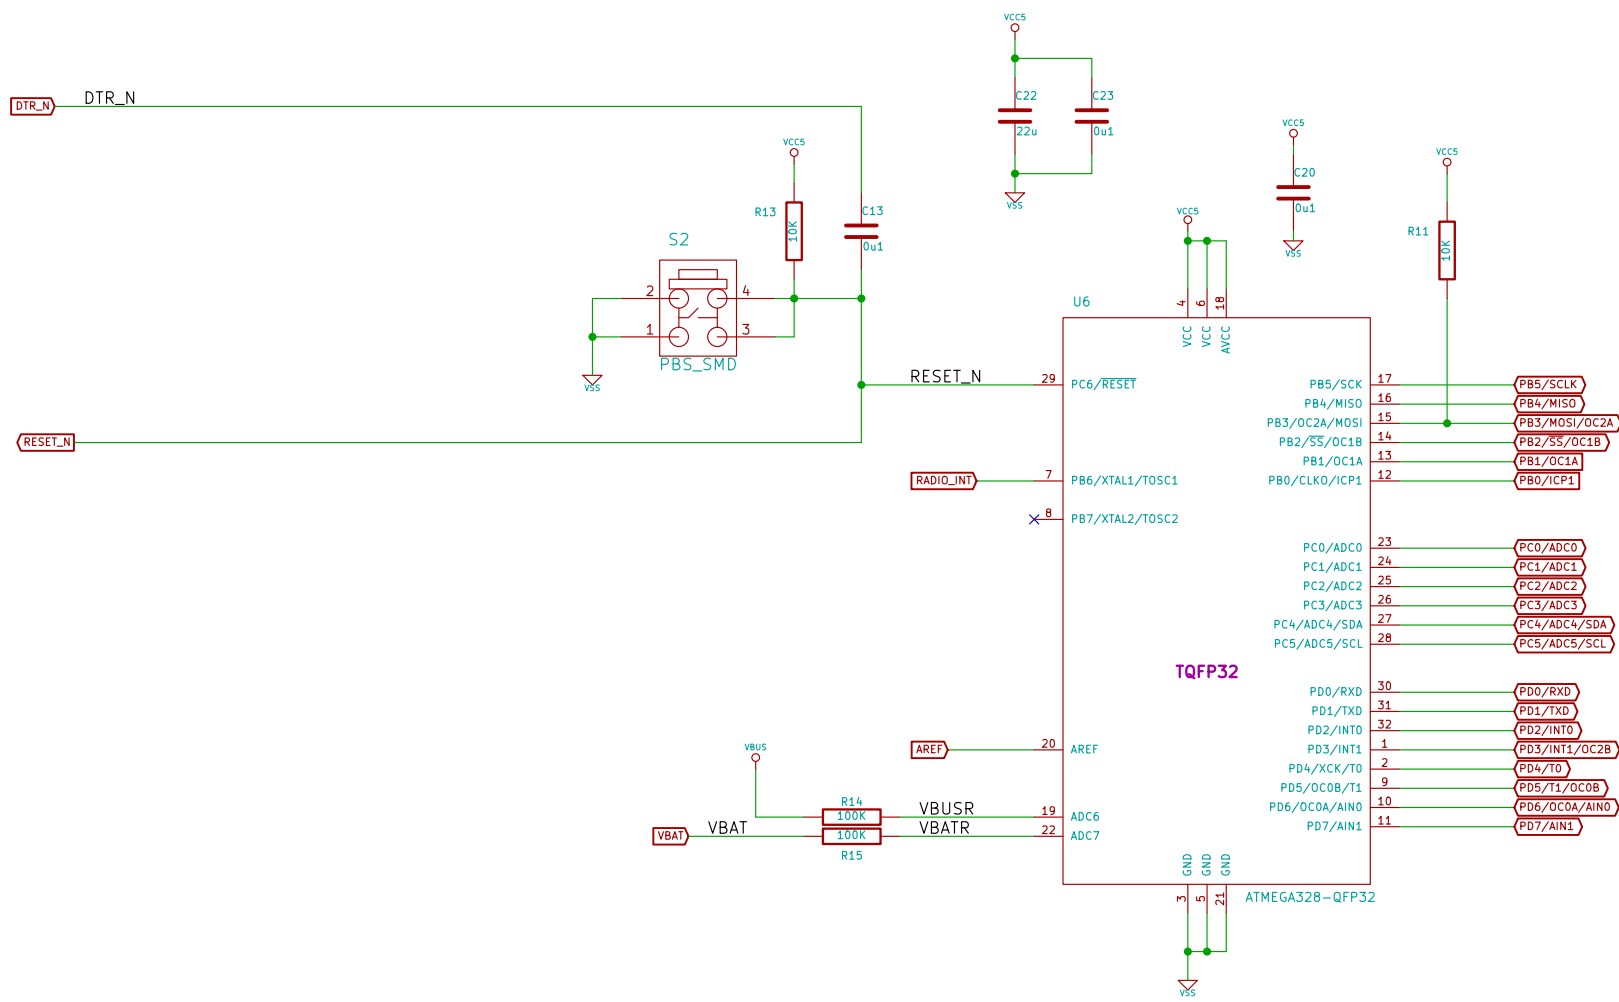 VCC5
DTR_N
DTR_N
C22
22u
C23
0u1
VSS
VCC5
C20
0u1
VSS
VCC5
R13
10K
C13
0u1
VCC5
R11
10K
S2
2
4
1
3
PBS_SMD
VSS
VCC5
U6
4
6
18
VCC
VCC
AVCC
RESET_N
29
PC6/RESET
RESET_N
RADIO_INT
7
PB6/XTAL1/TOSC1
8
PB7/XTAL2/TOSC2
PB5/SCK
17
PB5/SCLK
PB4/MISO
16
PB4/MISO
PB3/OC2A/MOSI
15
PB3/MOSI/OC2A
PB2/SS/OC1B
14
PB2/SS/OC1B
PB1/OC1A
13
PB1/OC1A
PB0/CLKO/ICP1
12
PB0/ICP1
PC0/ADC0
23
PC0/ADC0
PC1/ADC1
24
PC1/ADC1
PC2/ADC2
25
PC2/ADC2
PC3/ADC3
26
PC3/ADC3
PC4/ADC4/SDA
27
PC4/ADC4/SDA
PC5/ADC5/SCL
28
PC5/ADC5/SCL
TQFP32
PD0/RXD
30
PD0/RXD
PD1/TXD
31
PD1/TXD
PD2/INT0
32
PD2/INT0
PD3/INT1
1
PD3/INT1/OC2B
PD4/XCK/T0
2
PD4/T0
PD5/OC0B/T1
9
PD5/T1/OC0B
PD6/OC0A/AIN0
10
PD6/OC0A/AIN0
PD7/AIN1
11
PD7/AIN1
AREF
20
AREF
VBUS
R14
100K
VBUSR
19
ADC6
VBAT
VBAT
100K
R15
VBATR
22
ADC7
GND
GND
GND
3
5
21
ATMEGA328-QFP32
VSS